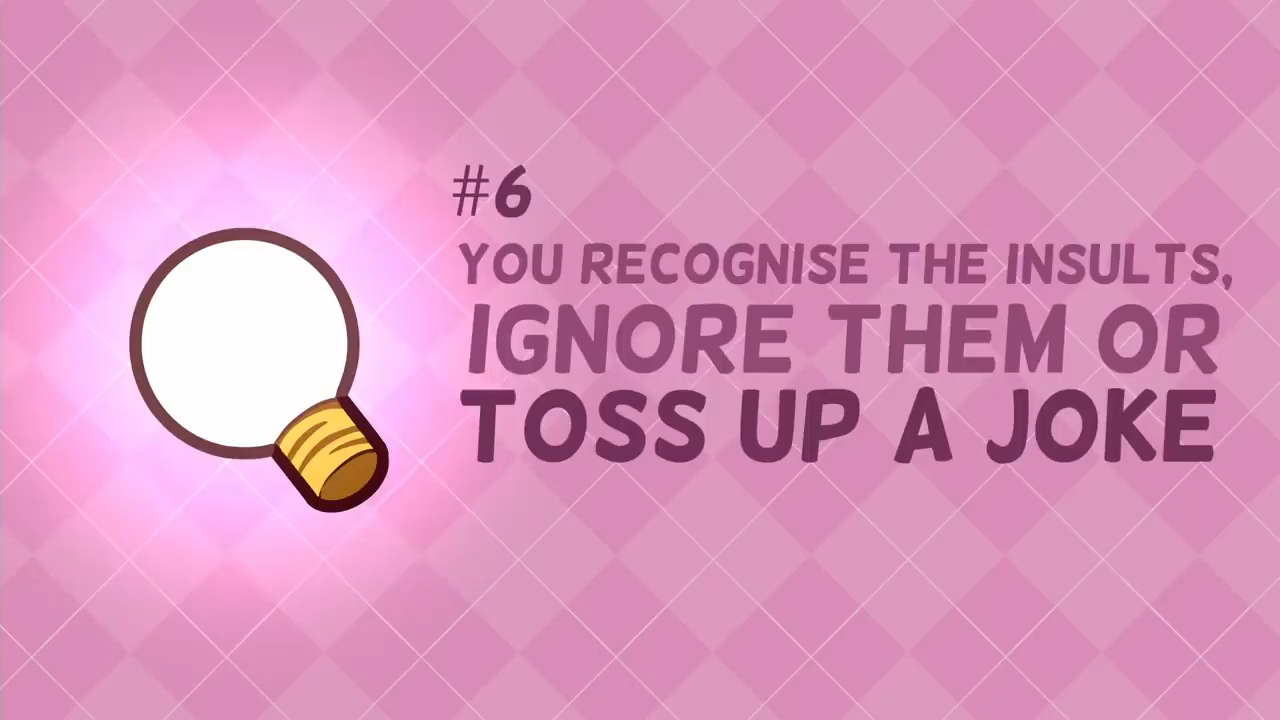 #6
YOU RECOGNISE THE INSULTS,
IGNORE THEM OR
TOSS UP A JOKE